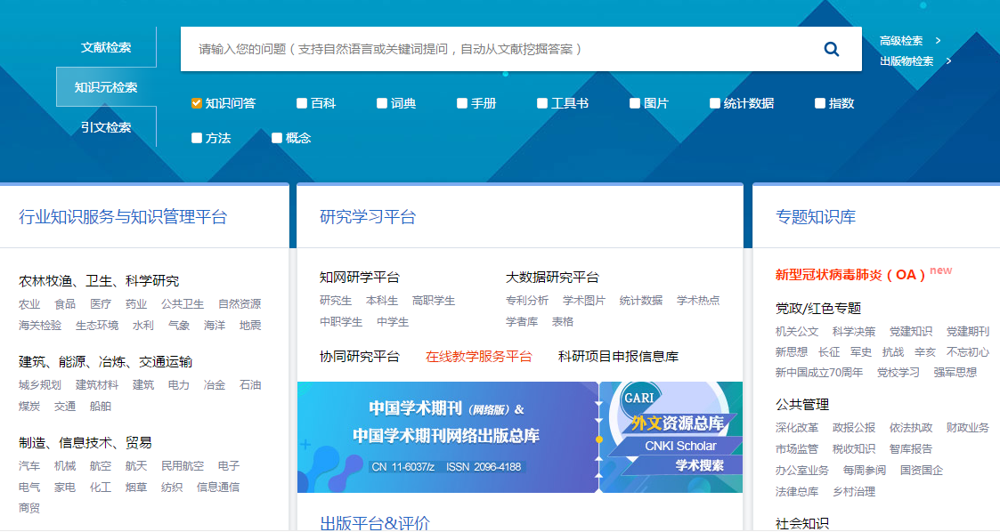 文献检索
知识元检索
引文检索
请输入您的问题（支持自然语言或关键词提问，自动从文献挖掘答案）
高级检索 >
出版物检索 >
知识问答 百科 词典 手册 工具书 图片 统计数据 指数
方法 概念
行业知识服务与知识管理平台
农林牧渔、卫生、科学研究
农业 食品 医疗 药业 公共卫生 自然资源
海关检验 生态环境 水利 气象 海洋 地震
建筑、能源、冶炼、交通运输
城乡规划 建筑材料 建筑 电力 冶金 石油
煤炭 交通 船舶
制造、信息技术、贸易
汽车 机械 航空 航天 民用航空 电子
电气 家电 化工 烟草 纺织 信息通信
商贸
研究学习平台
知网研学平台
研究生 本科生 高职学生
中职学生 中学生
大数据研究平台
专利分析 学术图片 统计数据 学术热点
学者库 表格
协同研究平台 在线教学服务平台 科研项目申报信息库
中国学术期刊（网络版）&
中国学术期刊网络出版总库
CN 11-6037/z ISSN 2096-4188
GARI
外文资源总库
CNKI Scholar
学术搜索
出版平台&评价
专题知识库
新型冠状病毒肺炎（OA）new
党政/红色专题
机关公文 科学决策 党建知识 党建期刊
新思想 长征 军史 抗战 辛亥 不忘初心
新中国成立70周年 党校学习 强军思想
公共管理
深化改革 政报公报 依法执政 财政业务
市场监管 税收知识 智库报告
办公室业务 每周参阅 国资国企
法律总库 乡村治理
社会知识